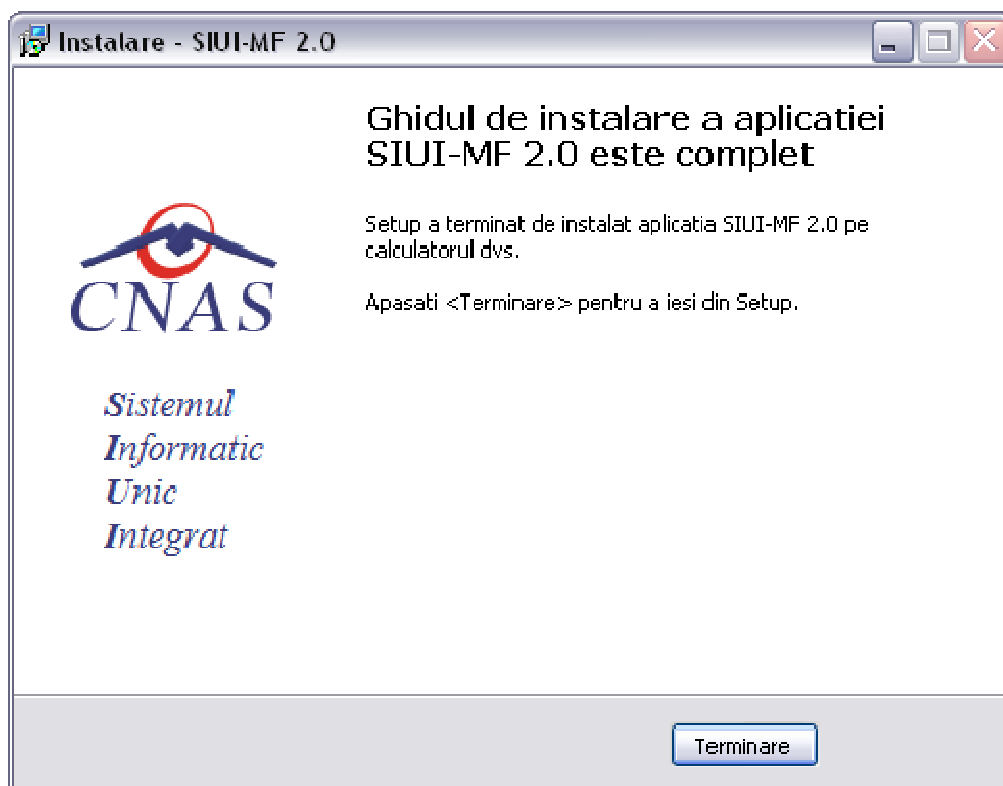 Instalare - SIUI-MF 2.0
Ghidul de instalare a aplicatiei
SIUI-MF 2.0 este complet
Setup a terminat de instalat aplicatia SIUI-MF 2.0 pe
calculatorul dvs.
Apasati <Terminare> pentru a iesi din Setup.
CNAS
Sistemul
Informatic
Unic
Integrat
Terminare